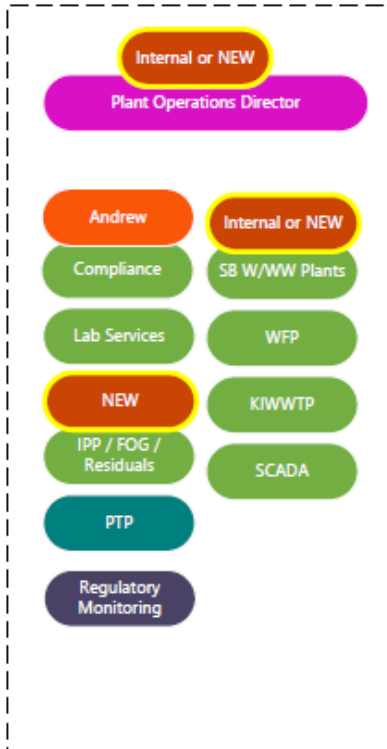 Internal or NEW
Plant Operations Director
Andrew
Compliance
Lab Services
NEW
IPP / FOG /
Residuals
PTP
Regulatory
Monitoring
Internal or NEW
SB W/WW Plants
WFP
KIWWTP
SCADA